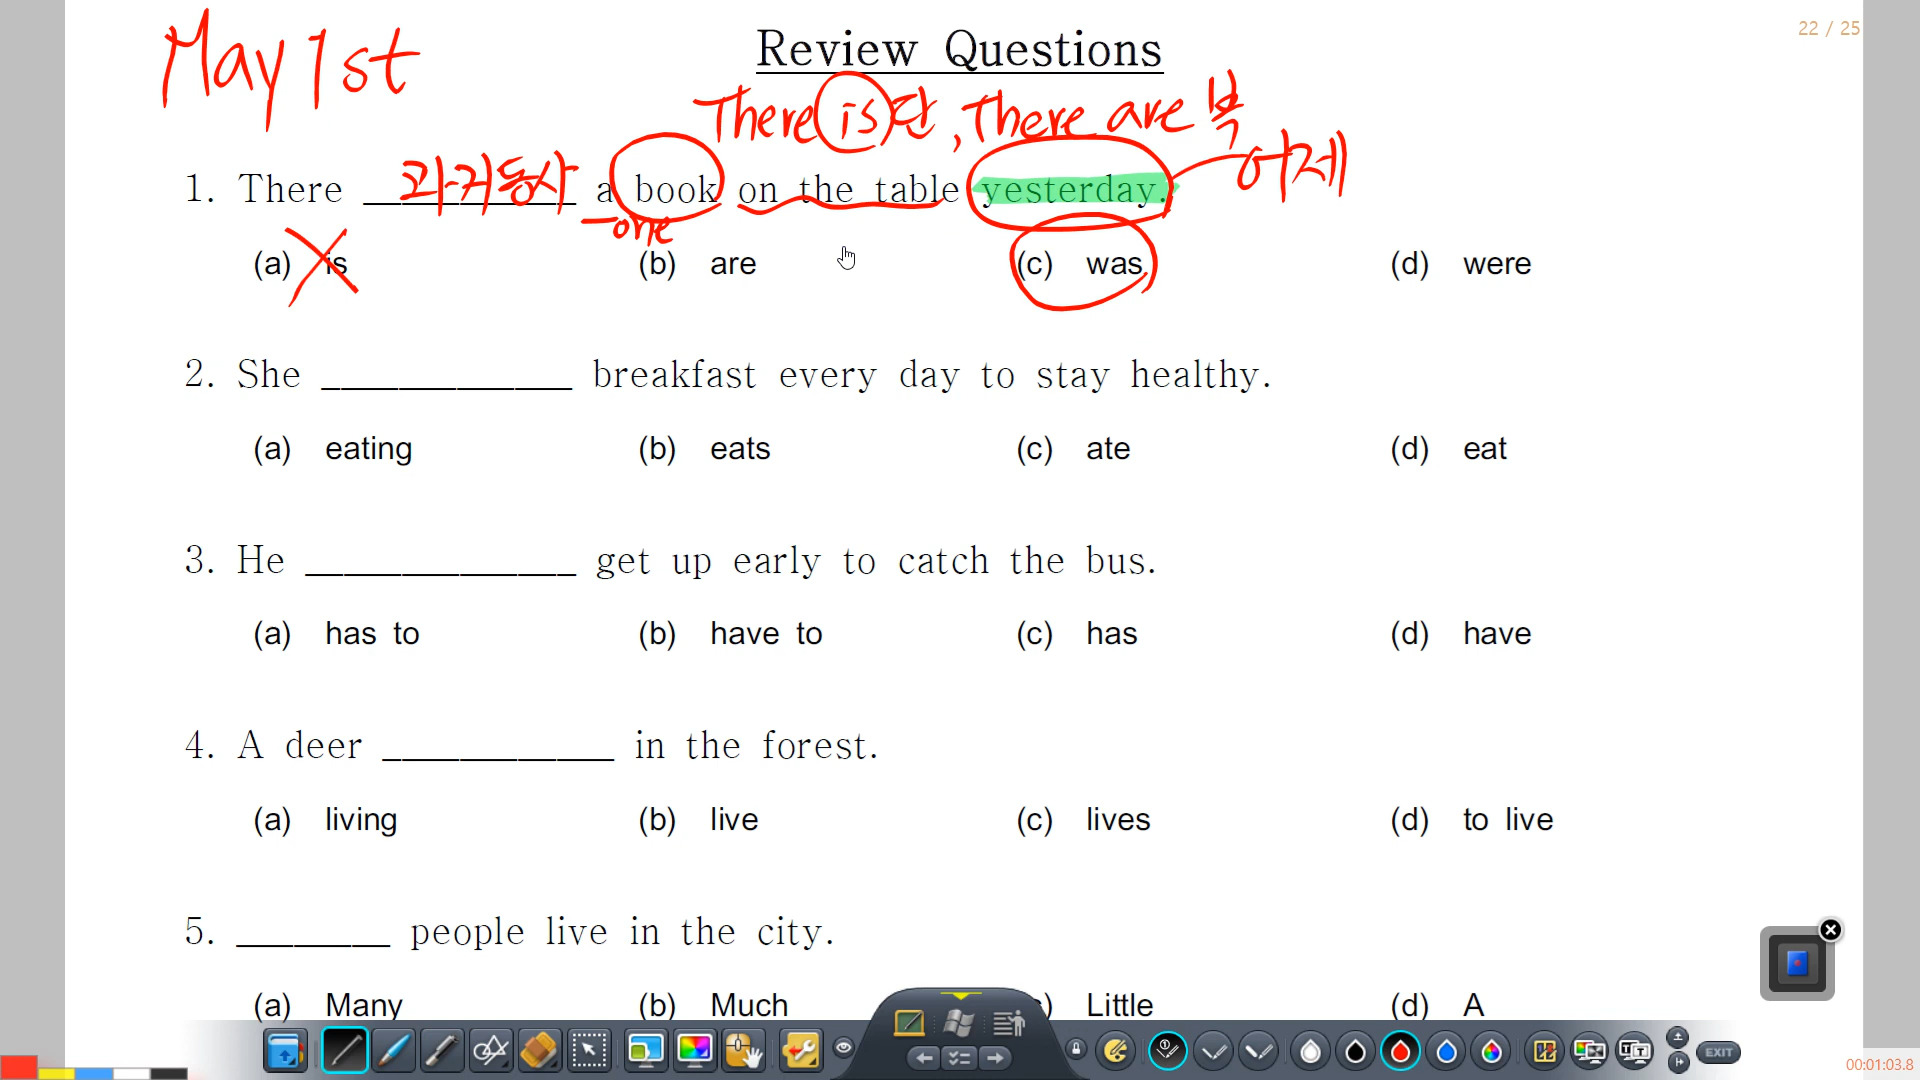 May 1st
Review Questions
22 / 25
There is 단, There are 복
1. There ___________ 과거동사 a book on the table yesterday. 어제
one
(a) is (b) are (c) was (d) were
2. She _____________ breakfast every day to stay healthy.
(a) eating (b) eats (c) ate (d) eat
3. He ______________ get up early to catch the bus.
(a) has to (b) have to (c) has (d) have
4. A deer ____________ in the forest.
(a) living (b) live (c) lives (d) to live
5. ________ people live in the city.
(a) Many (b) Much (c) Little (d) A
EXIT
00:01:03.8